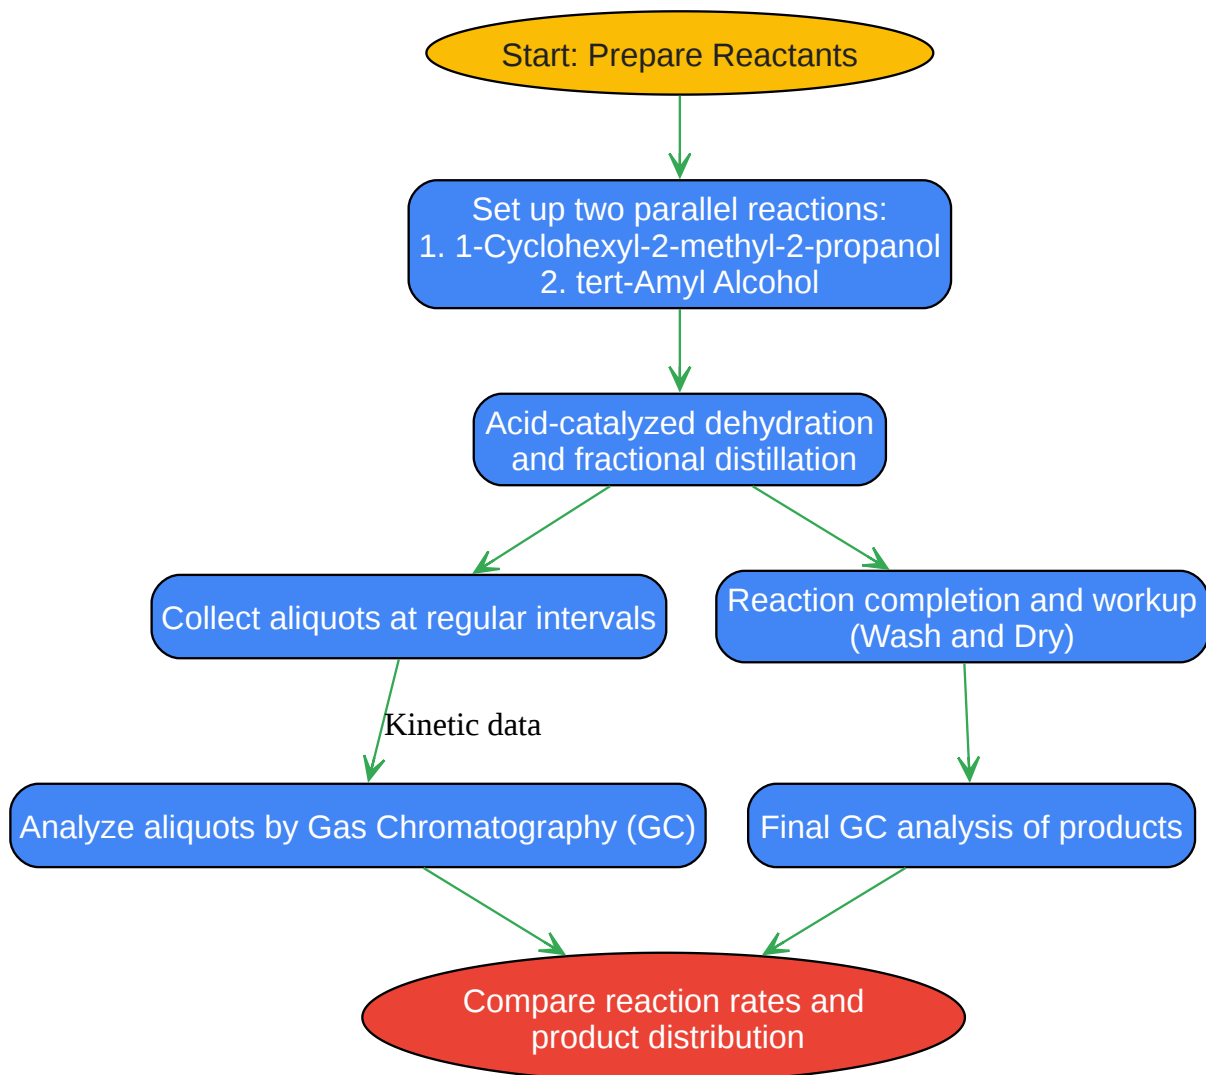 Start: Prepare Reactants
Set up two parallel reactions:
1. 1-Cyclohexyl-2-methyl-2-propanol
2. tert-Amyl Alcohol
Acid-catalyzed dehydration
and fractional distillation
Collect aliquots at regular intervals
Reaction completion and workup
(Wash and Dry)
Kinetic data
Analyze aliquots by Gas Chromatography (GC)
Final GC analysis of products
Compare reaction rates and
product distribution